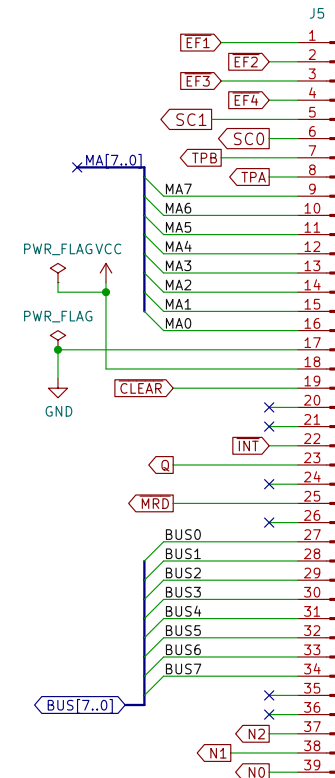 J5
EF1 1
EF2 2
EF3 3
EF4 4
SC1 5
SC0 6
MA[7..0] TPB 7
TPA 8
MA7 9
MA6 10
MA5 11
PWR_FLAG VCC MA4 12
MA3 13
MA2 14
PWR_FLAG MA1 15
MA0 16
17
18
CLEAR 19
GND 20
21
INT 22
Q 23
24
MRD 25
26
BUS0 27
BUS1 28
BUS2 29
BUS3 30
BUS4 31
BUS5 32
BUS6 33
BUS7 34
35
BUS[7..0] 36
N2 37
N1 38
N0 39